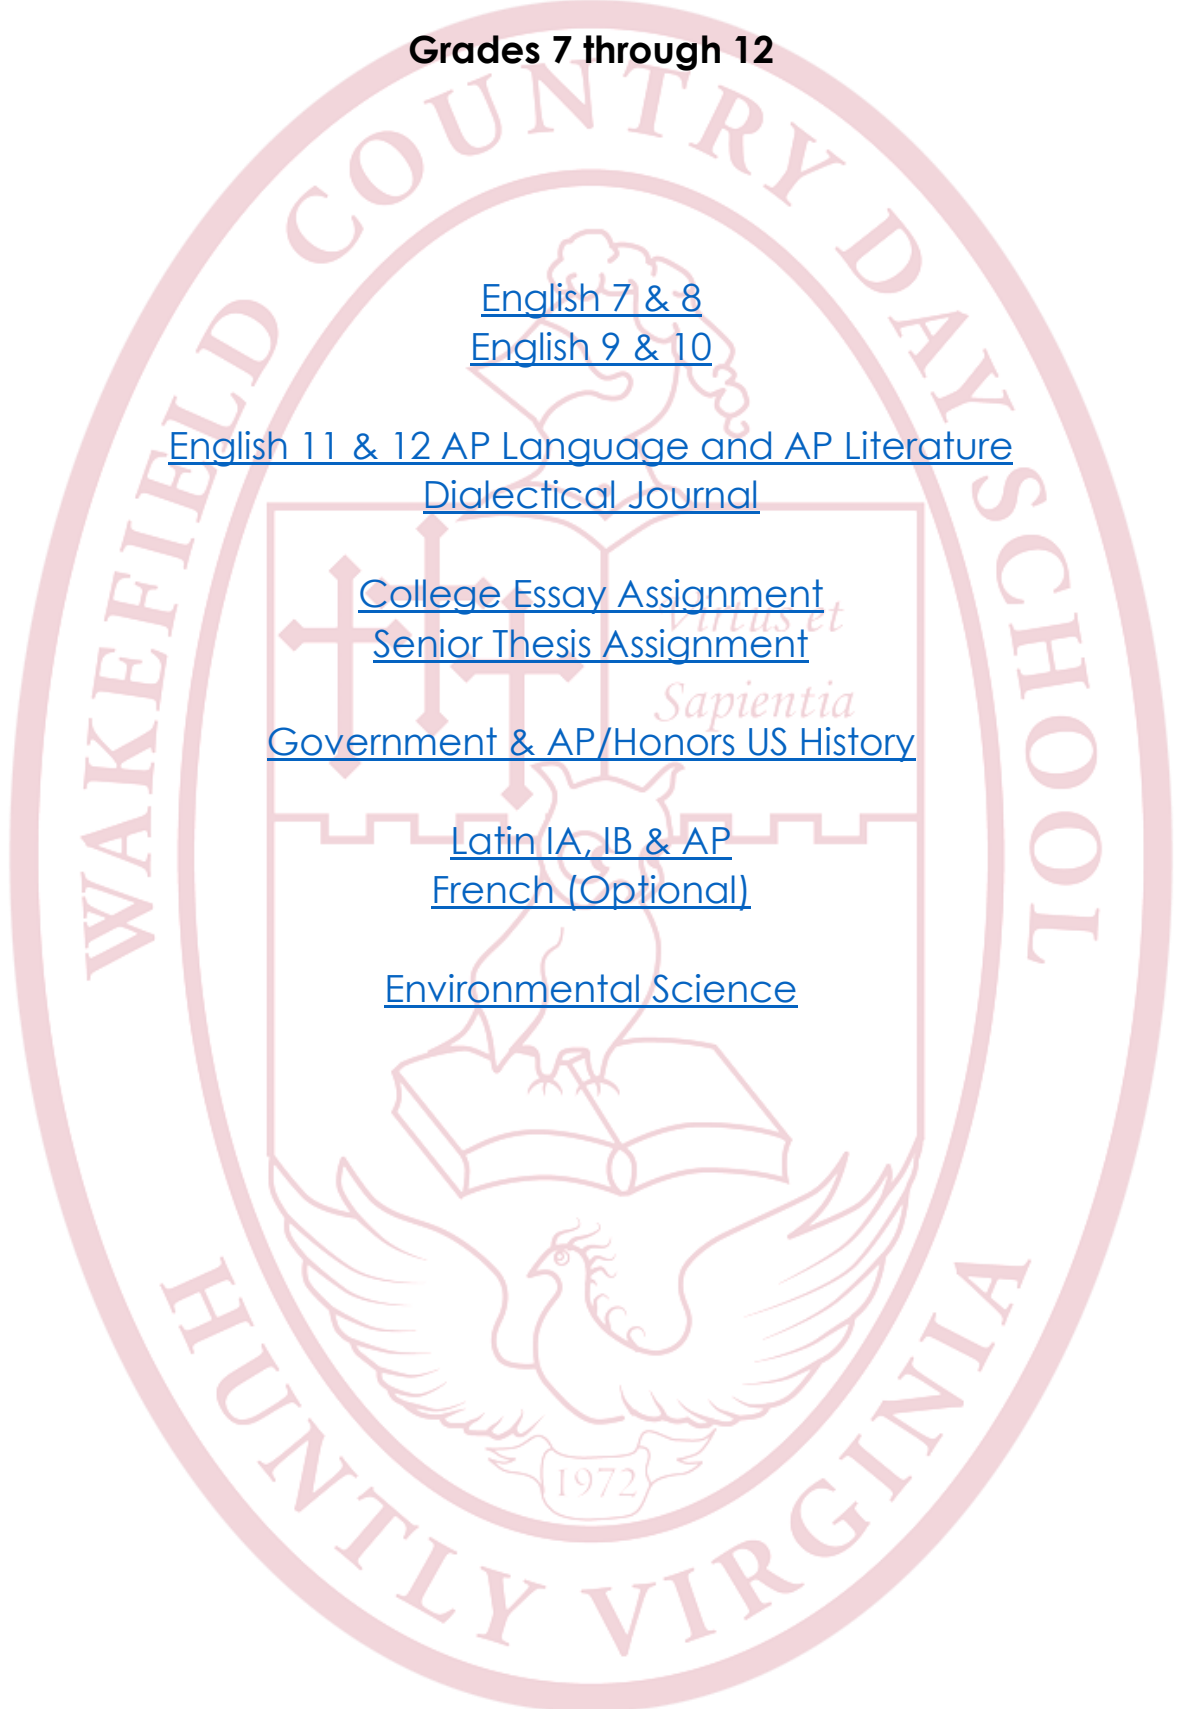 Grades 7 through 12
WAKEFIELD COUNTRY DAY SCHOOL
English 7 & 8
English 9 & 10
English 11 & 12 AP Language and AP Literature
Dialectical Journal
College Essay Assignment
Virtus et
Senior Thesis Assignment
Sapientia
Government & AP/Honors US History
Latin IA, IB & AP
French (Optional)
Environmental Science
1972
HUNTLY VIRGINIA